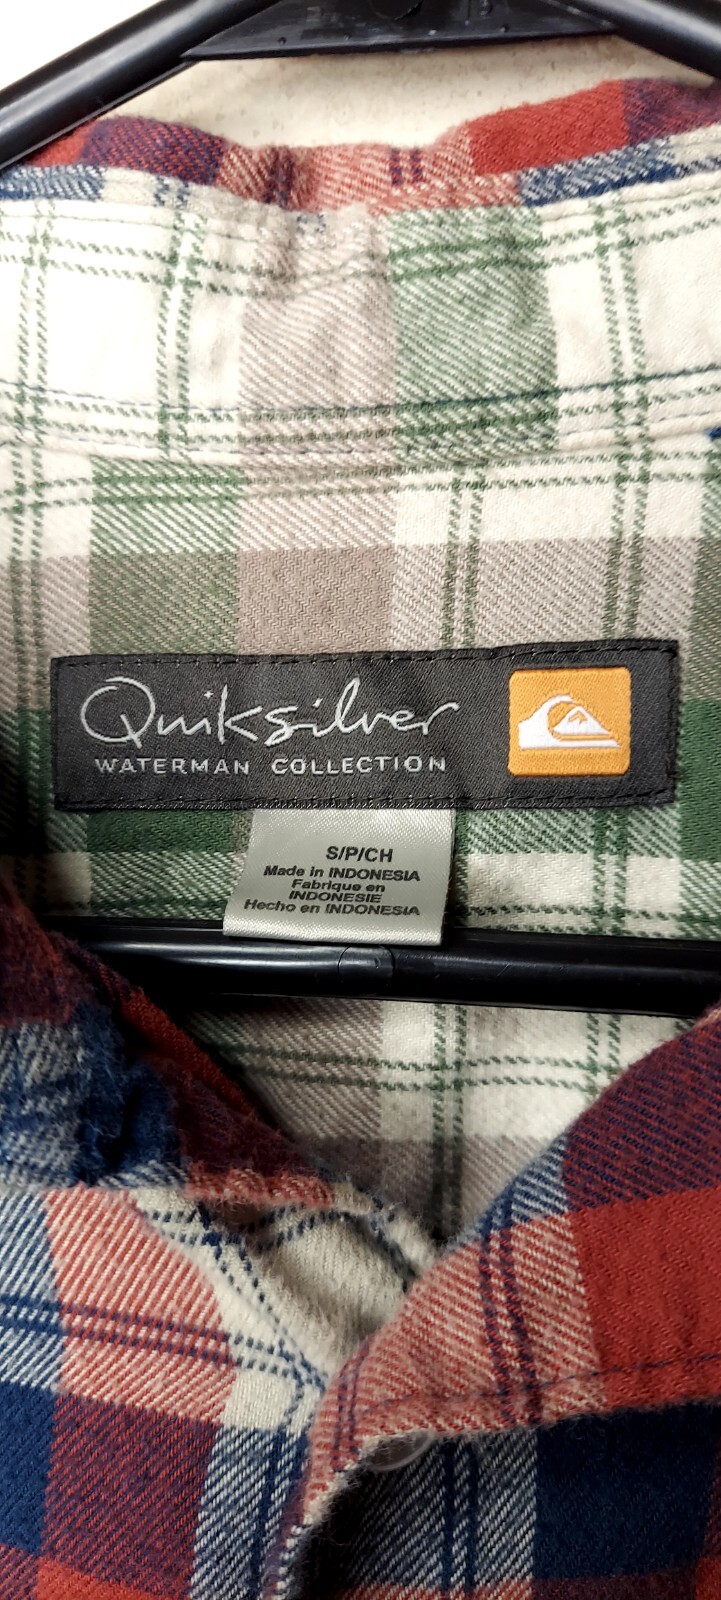 Quiksilver
WATERMAN COLLECTION
S/P/CH
Made in INDONESIA
Fabrique en
INDONESIE
Hecho en INDONESIA